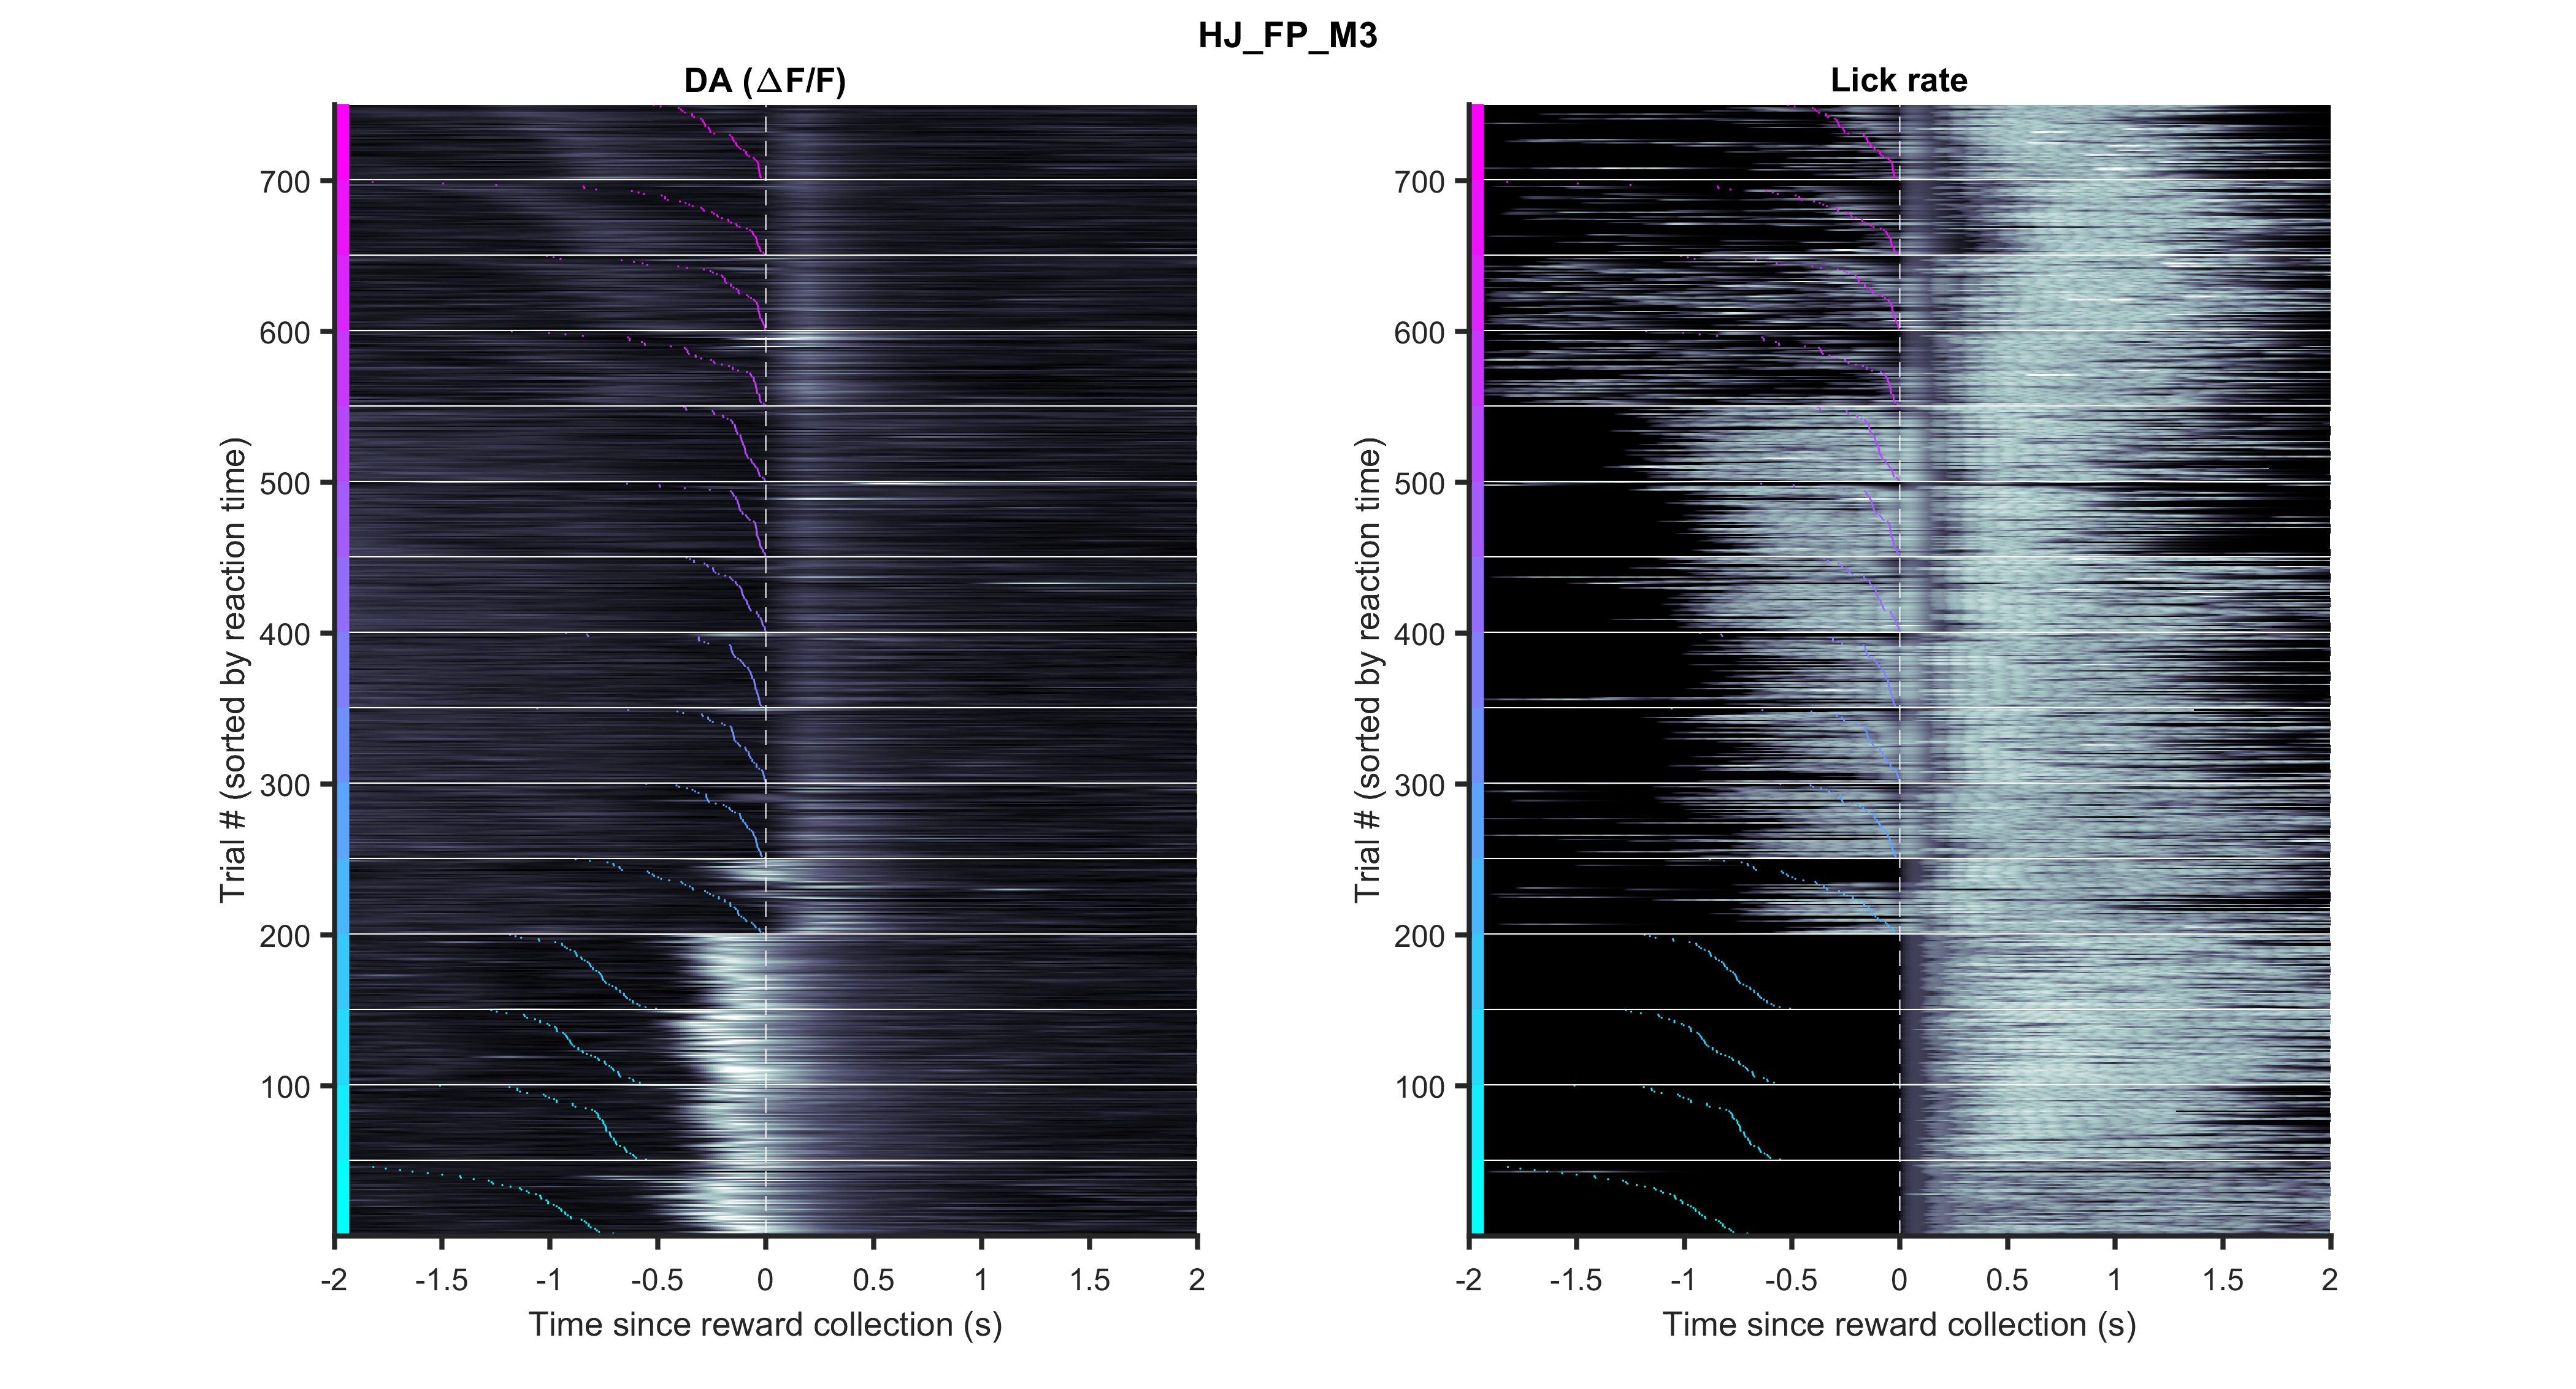 HJ_FP_M3
DA (ΔF/F)
Trial # (sorted by reaction time)
700
600
500
400
300
200
100
-2 -1.5 -1 -0.5 0 0.5 1 1.5 2
Time since reward collection (s)
Lick rate
Trial # (sorted by reaction time)
700
600
500
400
300
200
100
-2 -1.5 -1 -0.5 0 0.5 1 1.5 2
Time since reward collection (s)